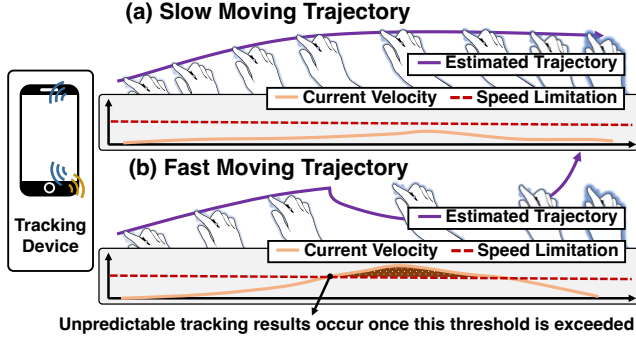 (a) Slow Moving Trajectory
Estimated Trajectory
Current Velocity
Speed Limitation
Tracking
Device
(b) Fast Moving Trajectory
Estimated Trajectory
Current Velocity
Speed Limitation
Unpredictable tracking results occur once this threshold is exceeded